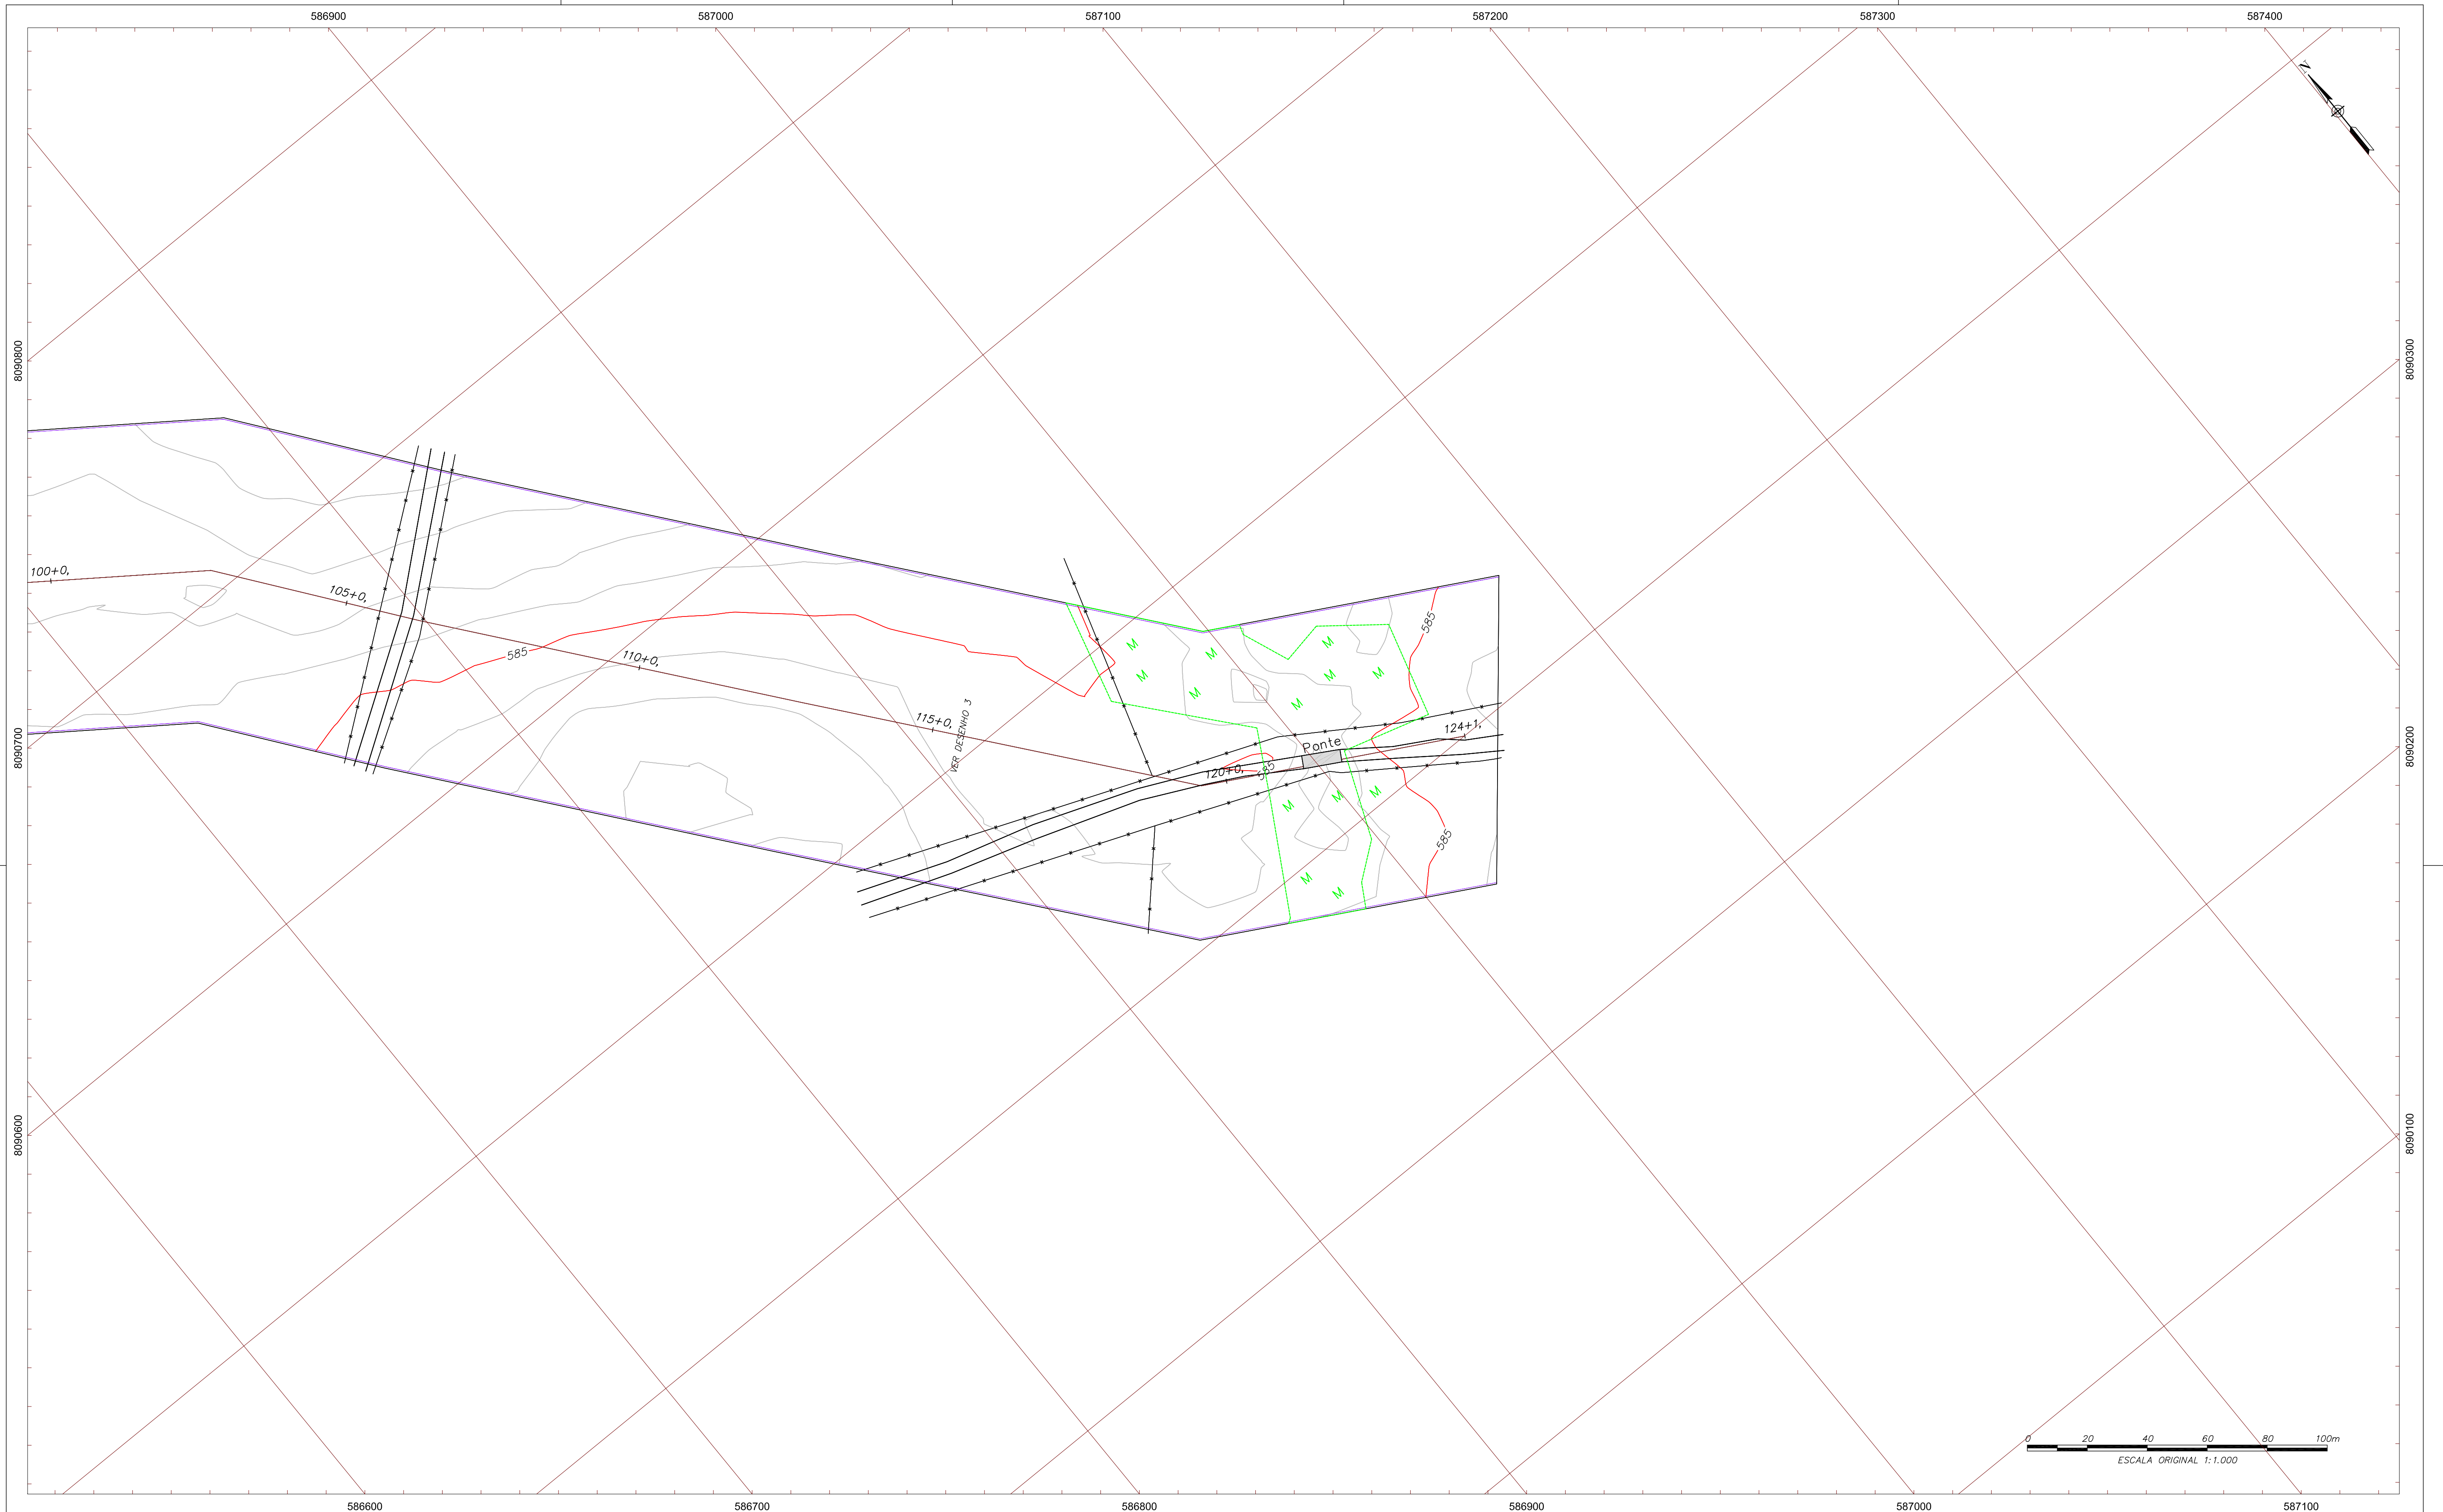 586900 587000 587100 587200 587300 587400
N
8090800 8090300
100+0,
105+0,
585
585
110+0,
M M M
M M M M
M
VER DESENHO 3
115+0,
124+1,
Ponte
8090700 8090200
120+0,
585
M M M
585
M M
8090600 8090100
0 20 40 60 80 100m
ESCALA ORIGINAL 1:1.000
586600 586700 586800 586900 587000 587100